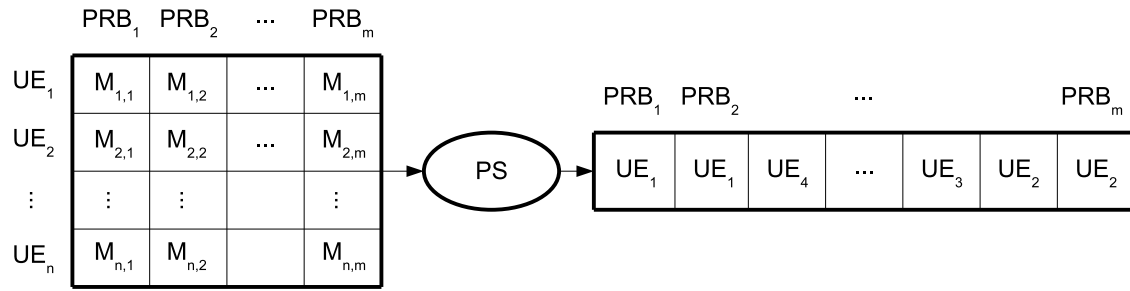 PRB₁ PRB₂ ... PRBₘ
UE₁ M₁,₁ M₁,₂ ... M₁,ₘ
UE₂ M₂,₁ M₂,₂ ... M₂,ₘ
⋮ ⋮ ⋮ ⋮
UEₙ Mₙ,₁ Mₙ,₂ Mₙ,ₘ
PS
PRB₁ PRB₂ ... PRBₘ
UE₁ UE₁ UE₄ ... UE₃ UE₂ UE₂